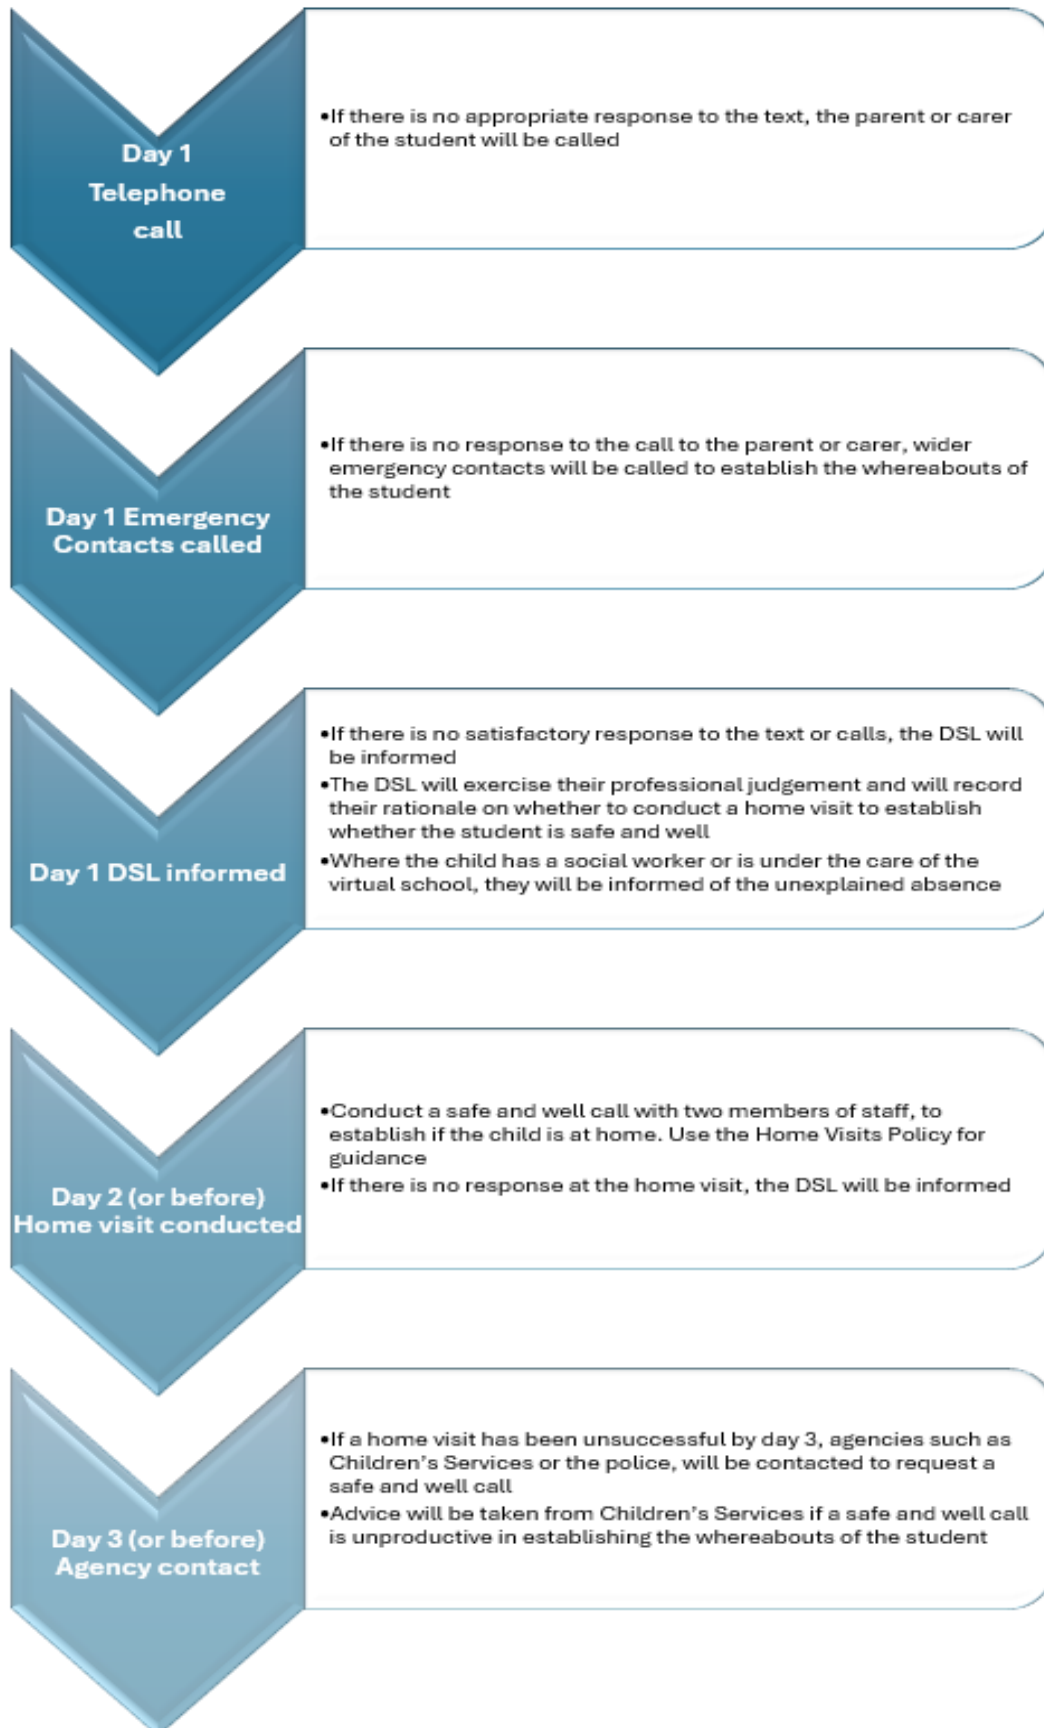 Day 1
Telephone
call
•If there is no appropriate response to the text, the parent or carer
of the student will be called
Day 1 Emergency
Contacts called
•If there is no response to the call to the parent or carer, wider
emergency contacts will be called to establish the whereabouts of
the student
Day 1 DSL informed
•If there is no satisfactory response to the text or calls, the DSL will
be informed
•The DSL will exercise their professional judgement and will record
their rationale on whether to conduct a home visit to establish
whether the student is safe and well
•Where the child has a social worker or is under the care of the
virtual school, they will be informed of the unexplained absence
Day 2 (or before)
Home visit conducted
•Conduct a safe and well call with two members of staff, to
establish if the child is at home. Use the Home Visits Policy for
guidance
•If there is no response at the home visit, the DSL will be informed
Day 3 (or before)
Agency contact
•If a home visit has been unsuccessful by day 3, agencies such as
Children's Services or the police, will be contacted to request a
safe and well call
•Advice will be taken from Children's Services if a safe and well call
is unproductive in establishing the whereabouts of the student